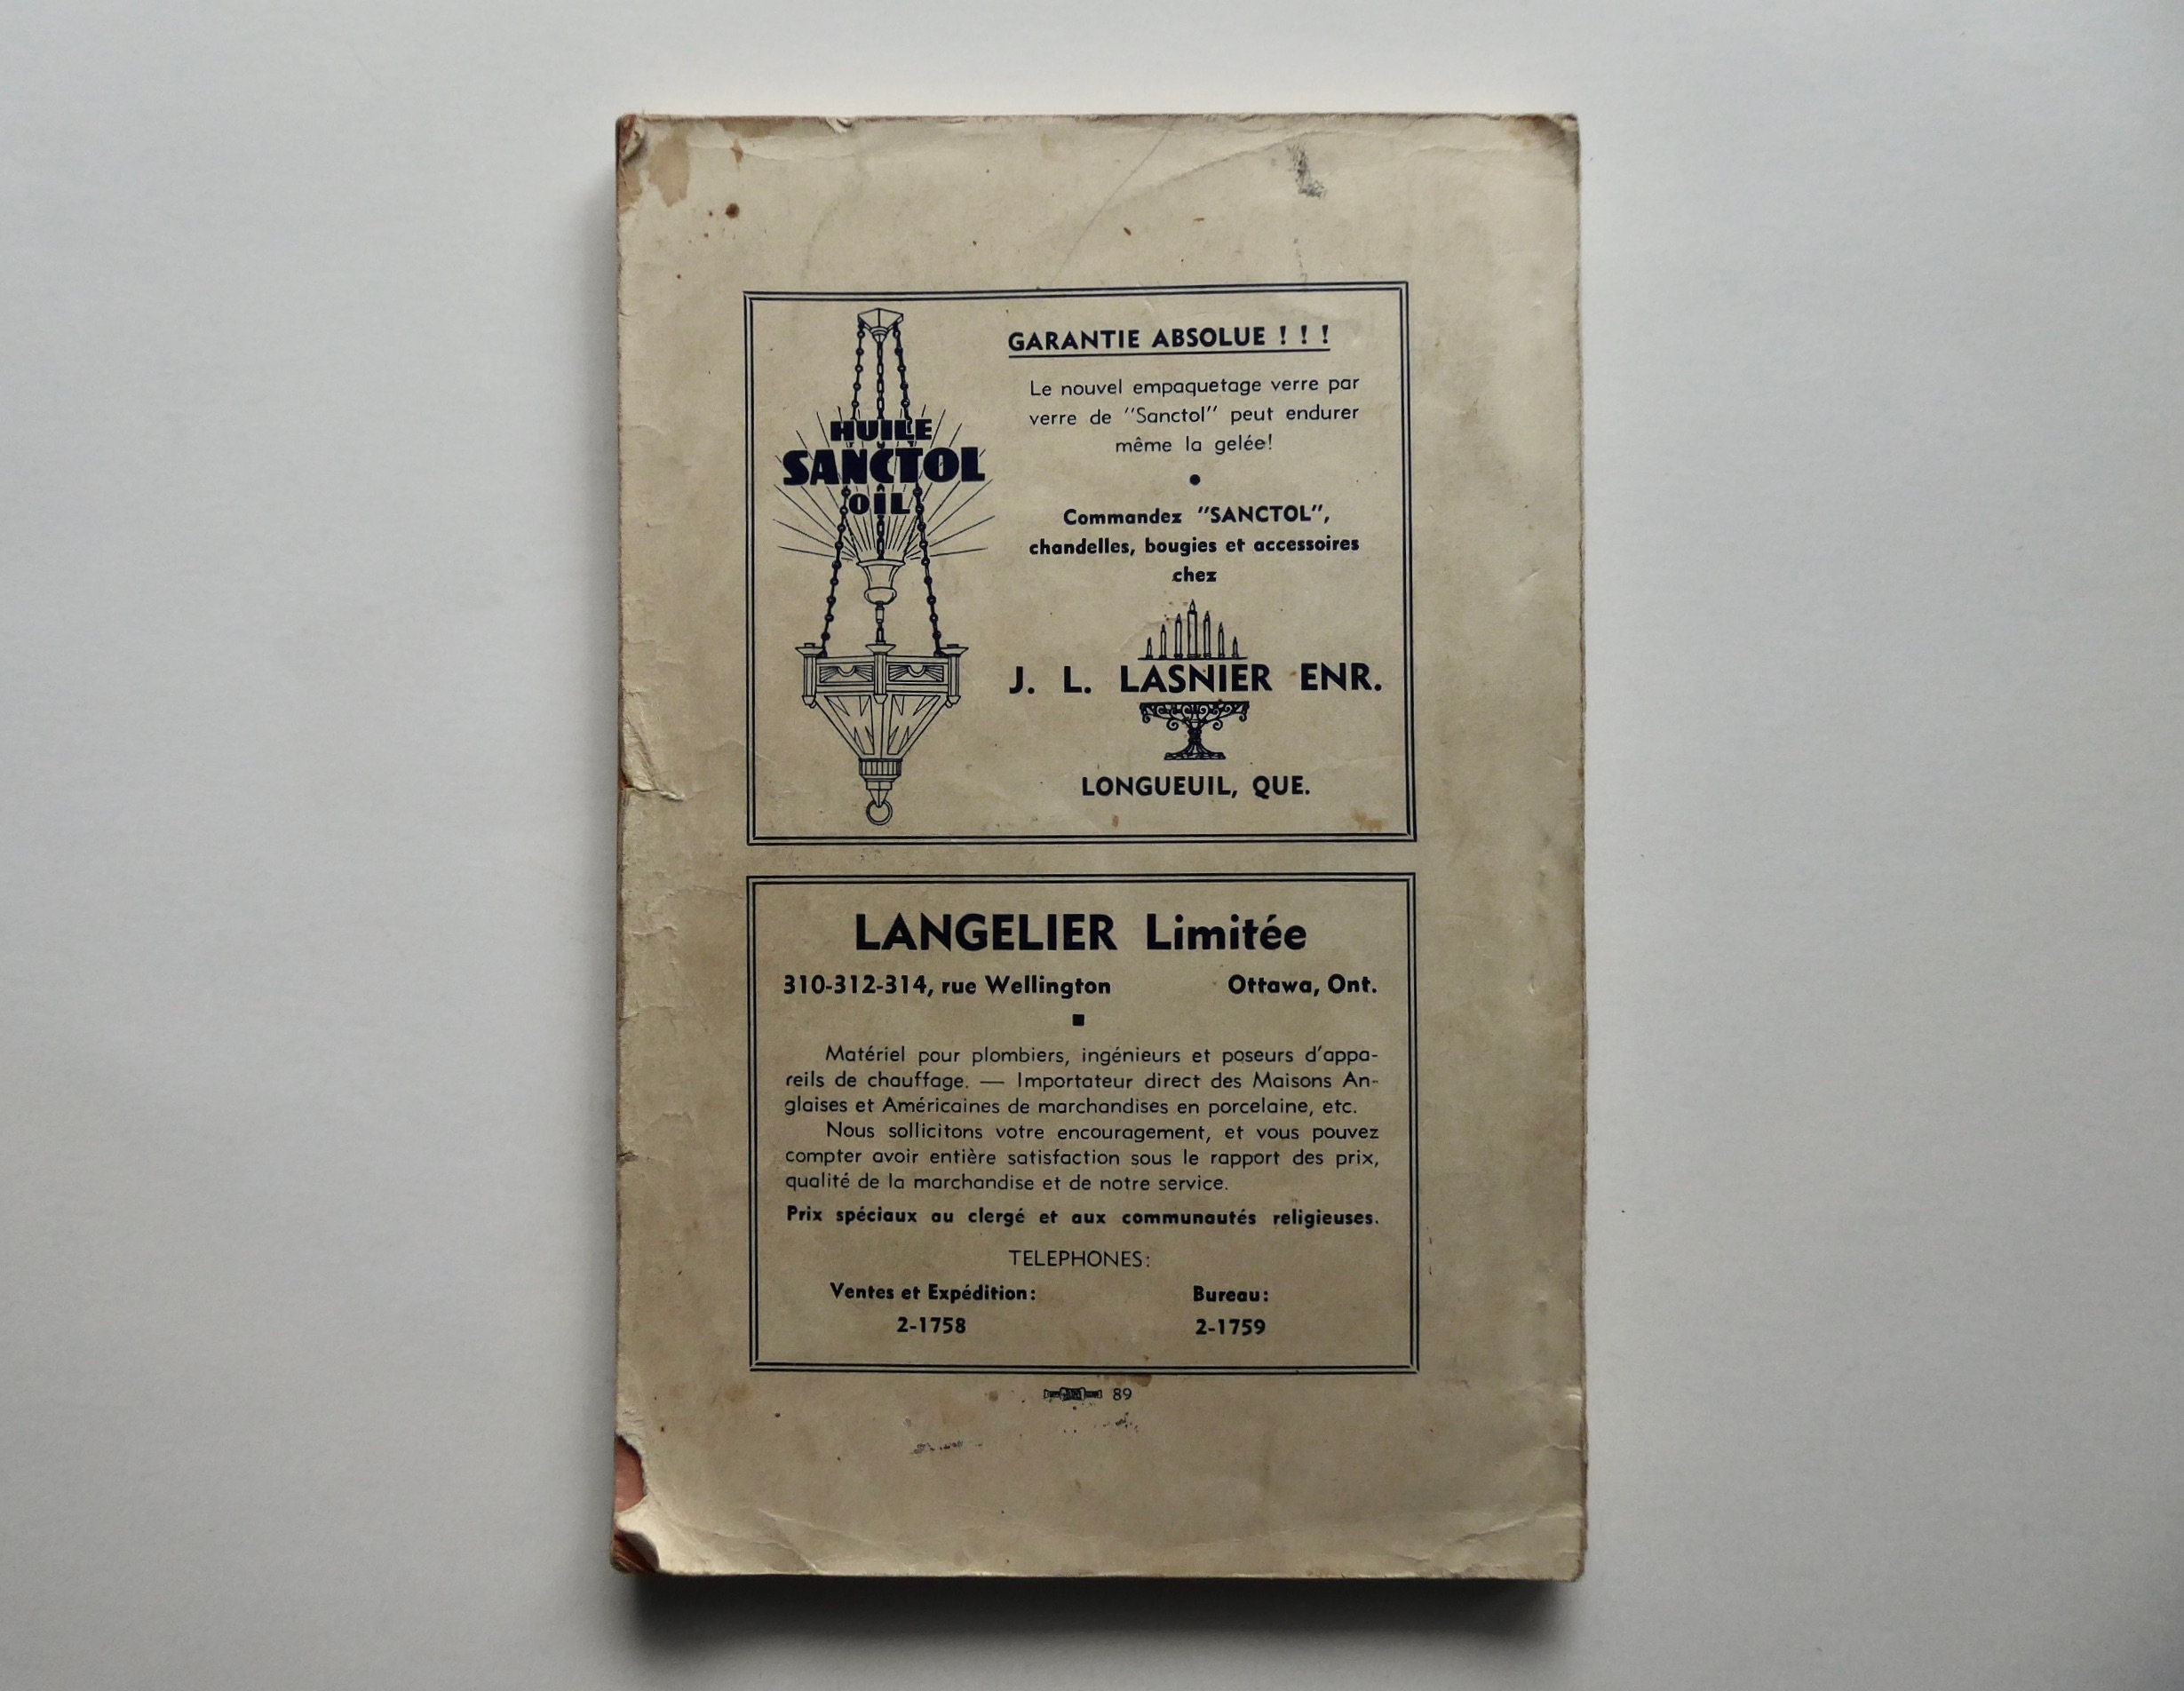 HUILE
SANCTOL
OIL
GARANTIE ABSOLUE ! ! !
Le nouvel empaquetage verre par
verre de "Sanctol" peut endurer
même la gelée!
Commandez "SANCTOL",
chandelles, bougies et accessoires
chez
J. L. LASNIER ENR.
LONGUEUIL, QUE.
LANGELIER Limitée
310-312-314, rue Wellington Ottawa, Ont.
Matériel pour plombiers, ingénieurs et poseurs d'appa-
reils de chauffage. — Importateur direct des Maisons An-
glaises et Américaines de marchandises en porcelaine, etc.
Nous sollicitons votre encouragement, et vous pouvez
compter avoir entière satisfaction sous le rapport des prix,
qualité de la marchandise et de notre service.
Prix spéciaux au clergé et aux communautés religieuses.
TELEPHONES:
Ventes et Expédition: Bureau:
2-1758 2-1759
89